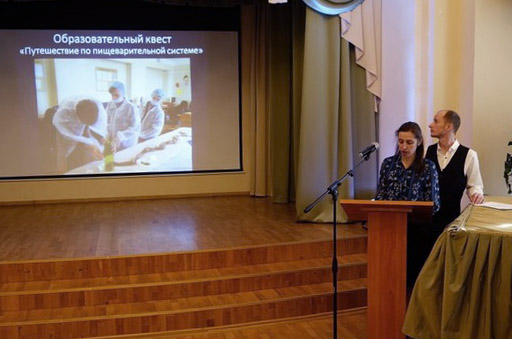 Образовательный квест
«Путешествие по пищеварительной системе»